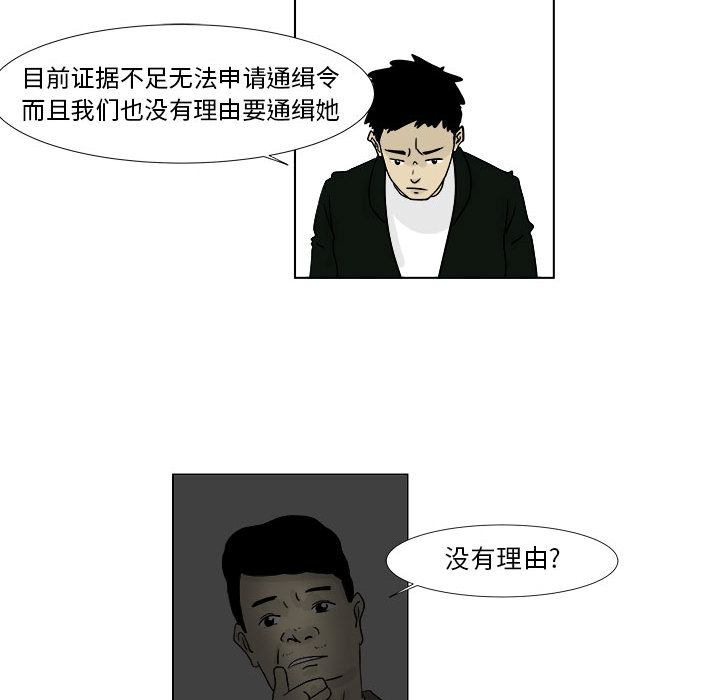 目前证据不足无法申请通缉令
而且我们也没有理由要通缉她
没有理由?